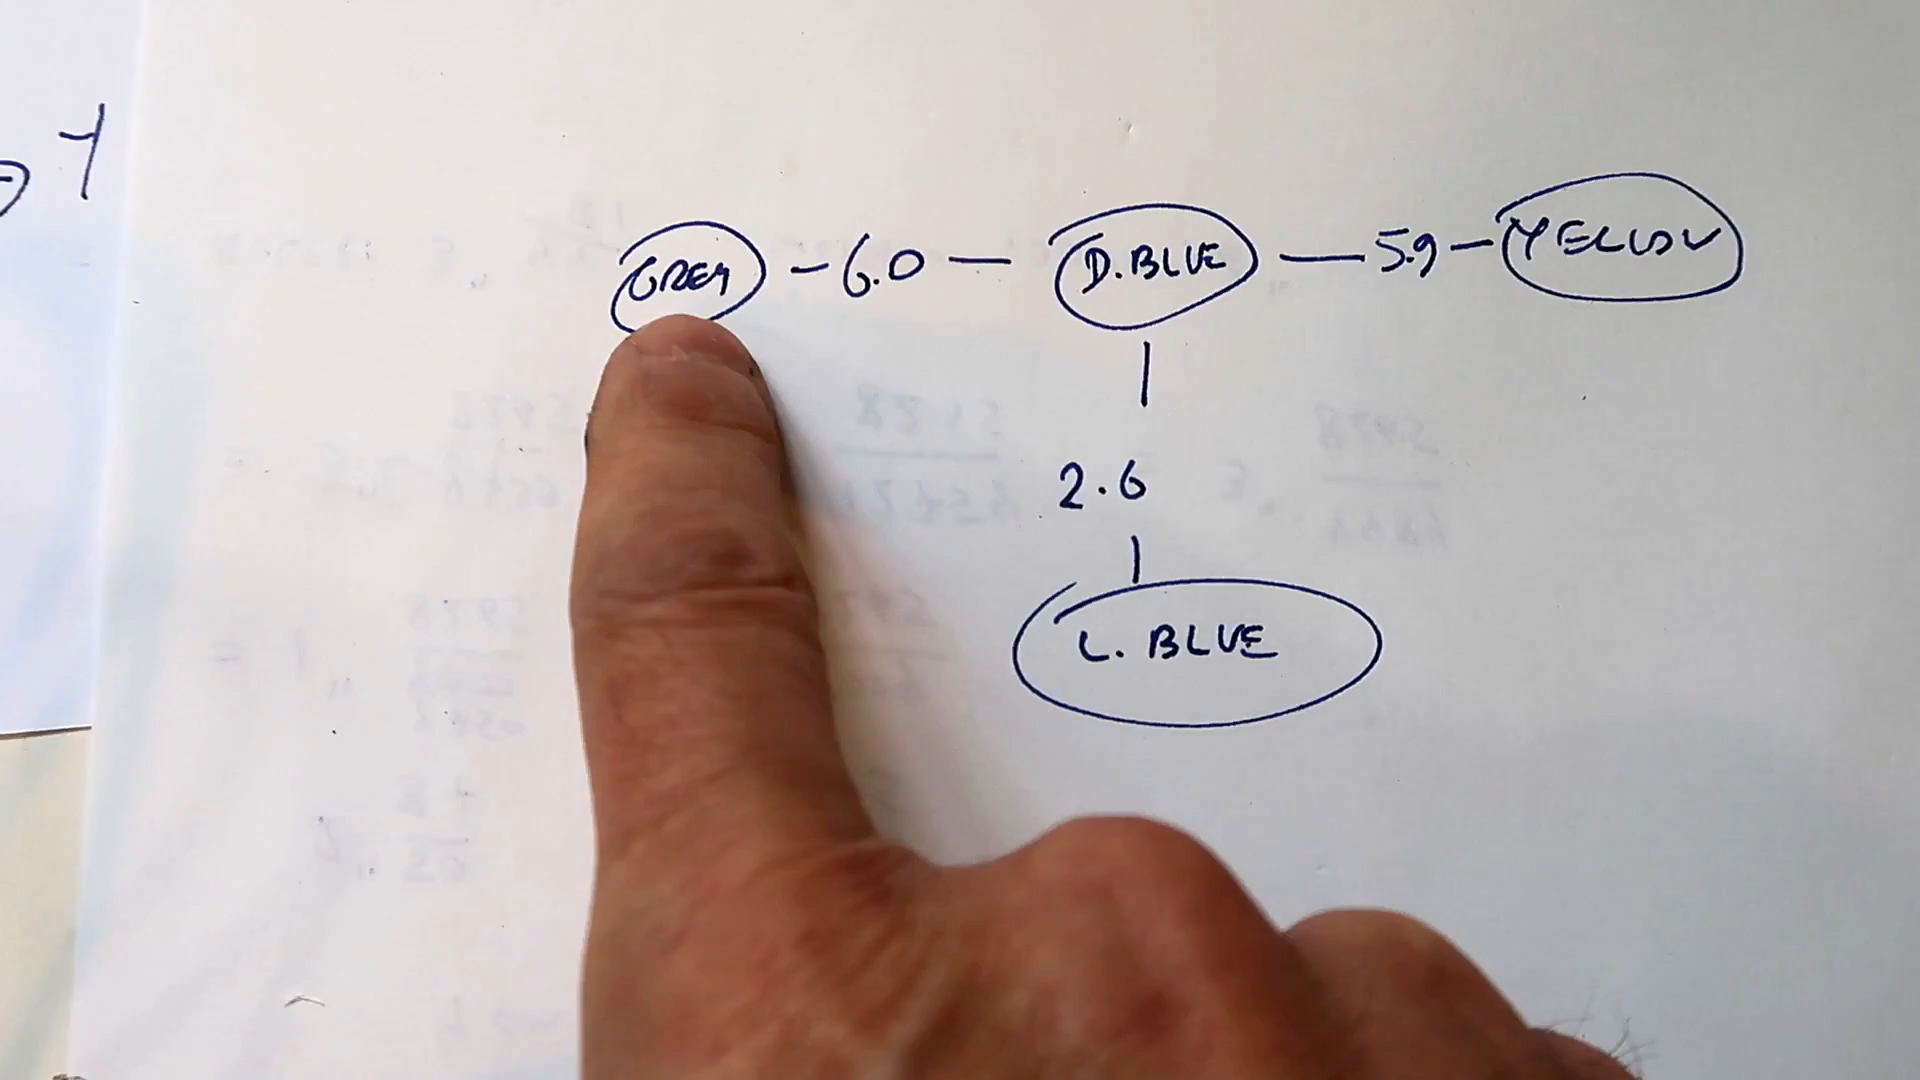 Y
GREY - 6.0 — D.BLUE — 5.9 - YELLOW
2.6
L. BLUE